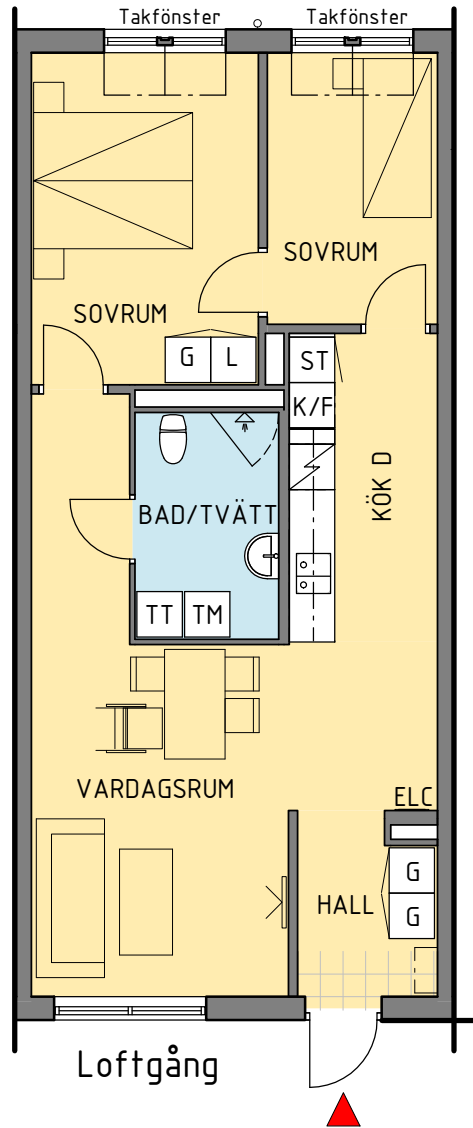 Takfönster
Takfönster
SOVRUM
SOVRUM
G
L
ST
K/F
KÖK D
BAD/TVÄTT
TT
TM
VARDAGSRUM
ELC
G
HALL
G
Loftgång